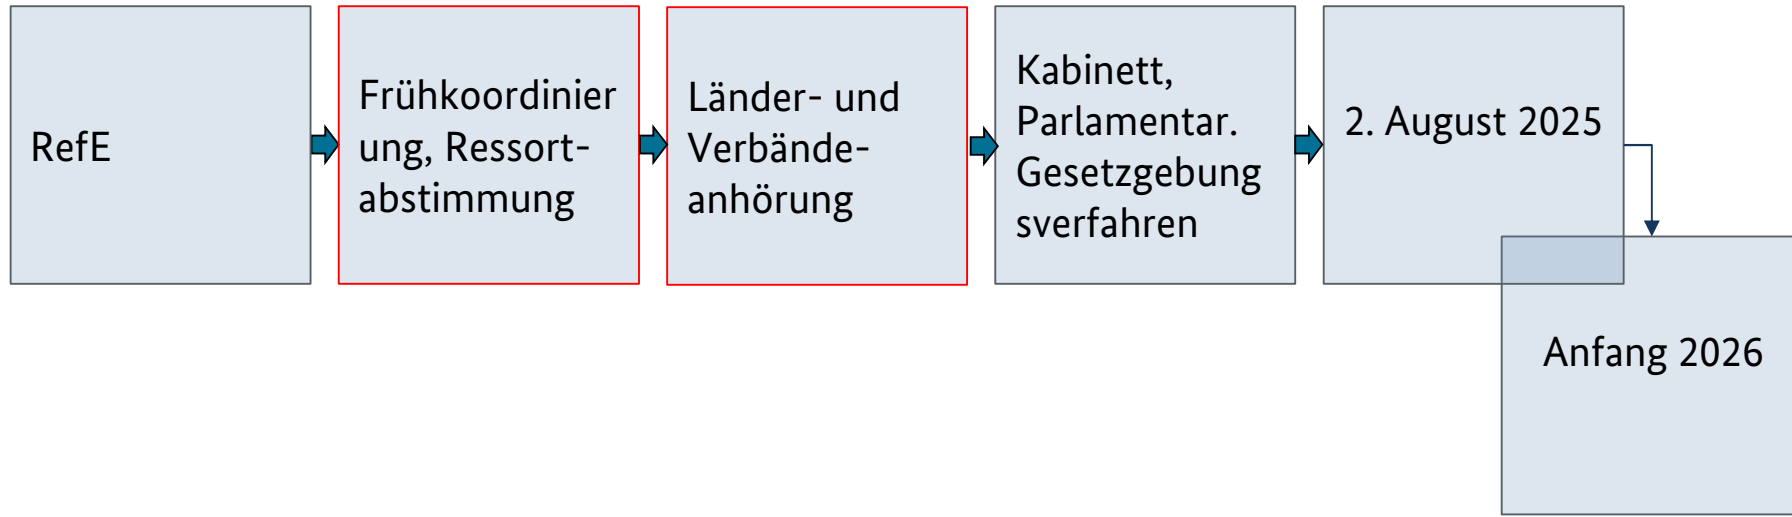 RefE
Frühkoordinier
ung, Ressort-
abstimmung
Länder- und
Verbände-
anhörung
Kabinett,
Parlamentar.
Gesetzgebung
sverfahren
2. August 2025
Anfang 2026